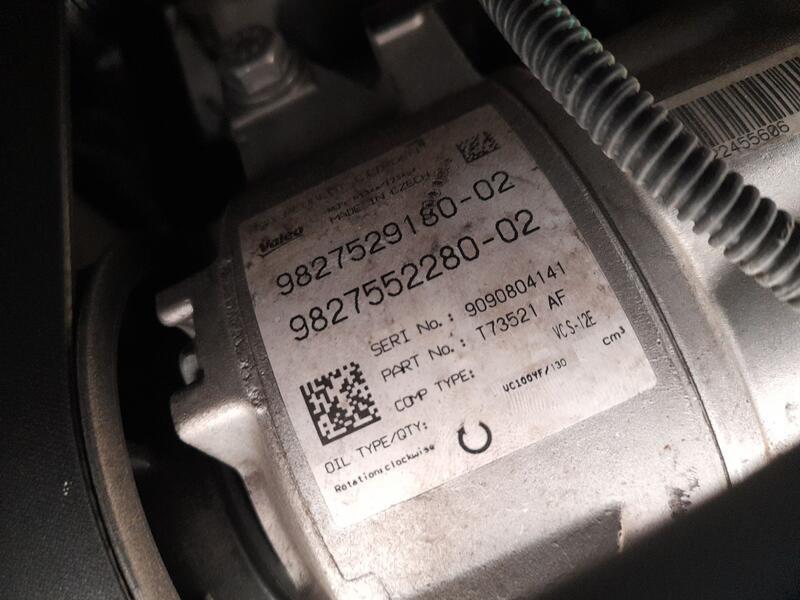 MADE IN CZECH
Valeo
9827529180-02
9827552280-02
SERI No.: 9090804141
PART No.: T73521 AF
COMP TYPE: VCS-12E
OIL TYPE/QTY: UC100YF/130 cm³
Rotation:clockwise
22455606